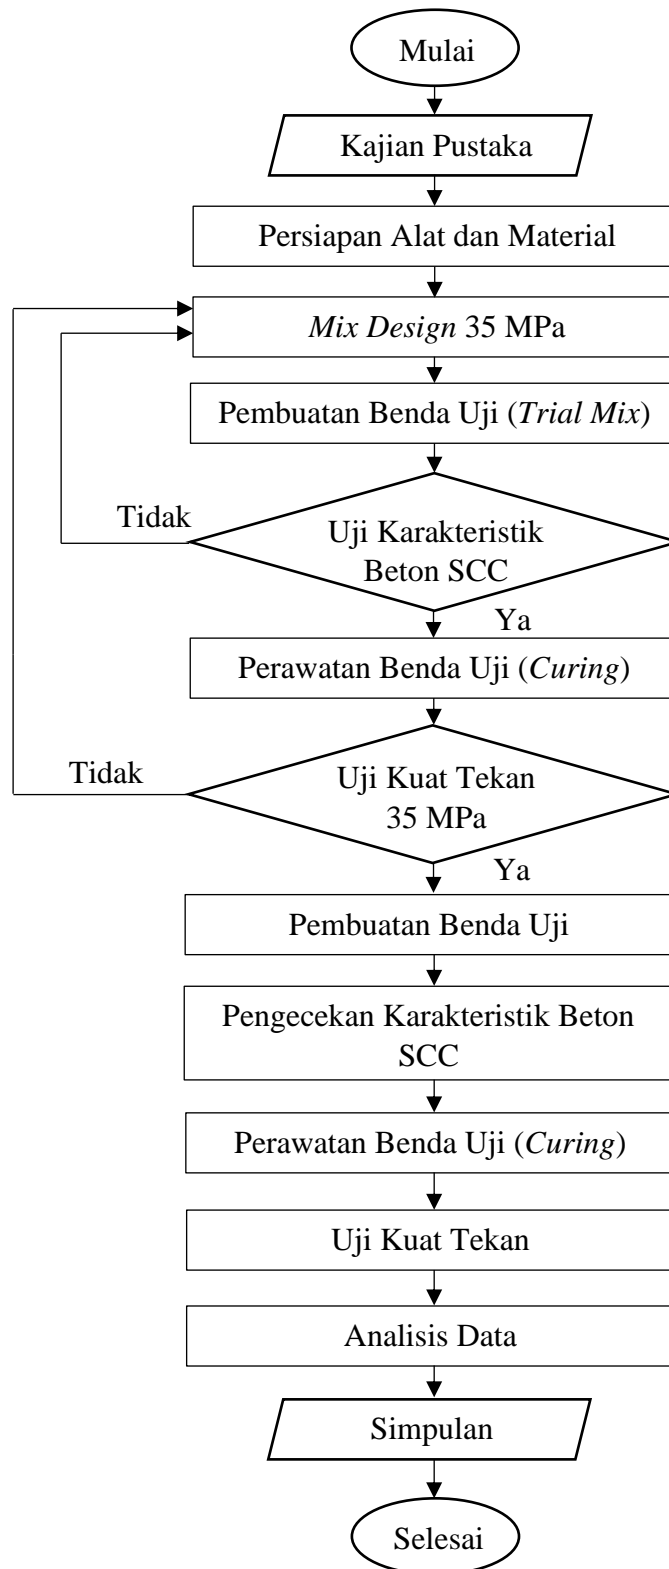 Mulai
Kajian Pustaka
Persiapan Alat dan Material
Mix Design 35 MPa
Pembuatan Benda Uji (Trial Mix)
Tidak
Uji Karakteristik
Beton SCC
Ya
Perawatan Benda Uji (Curing)
Tidak
Uji Kuat Tekan
35 MPa
Ya
Pembuatan Benda Uji
Pengecekan Karakteristik Beton
SCC
Perawatan Benda Uji (Curing)
Uji Kuat Tekan
Analisis Data
Simpulan
Selesai